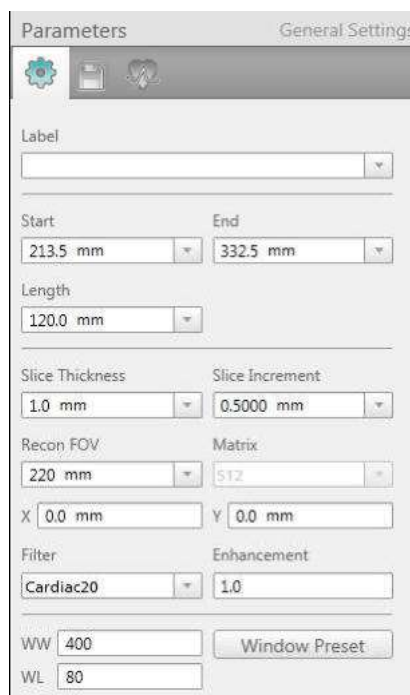 Parameters General Settings
Label
Start End
213.5 mm 332.5 mm
Length
120.0 mm
Slice Thickness Slice Increment
1.0 mm 0.5000 mm
Recon FOV Matrix
220 mm 512
X 0.0 mm Y 0.0 mm
Filter Enhancement
Cardiac20 1.0
WW 400 Window Preset
WL 80